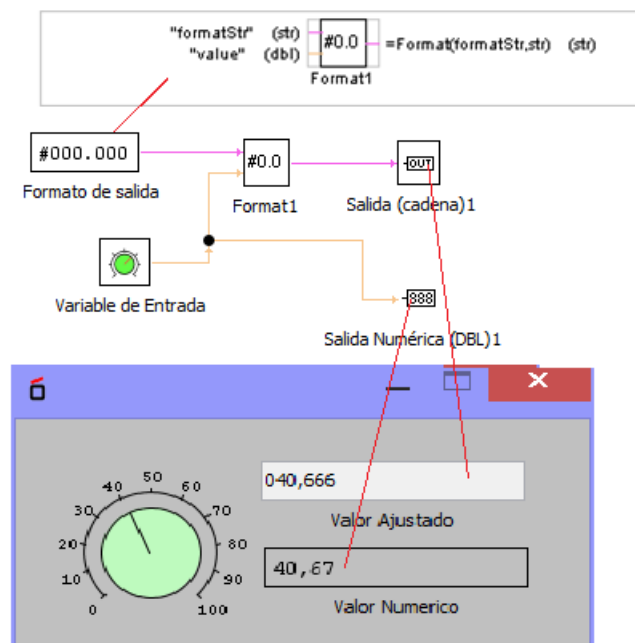 "formatStr" (str)
"value" (dbl)
#0.0
=Format(formatStr,str) (str)
Format1
#000.000
#0.0
OUT
Formato de salida
Format1
Salida (cadena)1
Variable de Entrada
888
Salida Numérica (DBL)1
50
40 60
30 70
20 80
10 90
0 100
040,666
Valor Ajustado
40,67
Valor Numerico